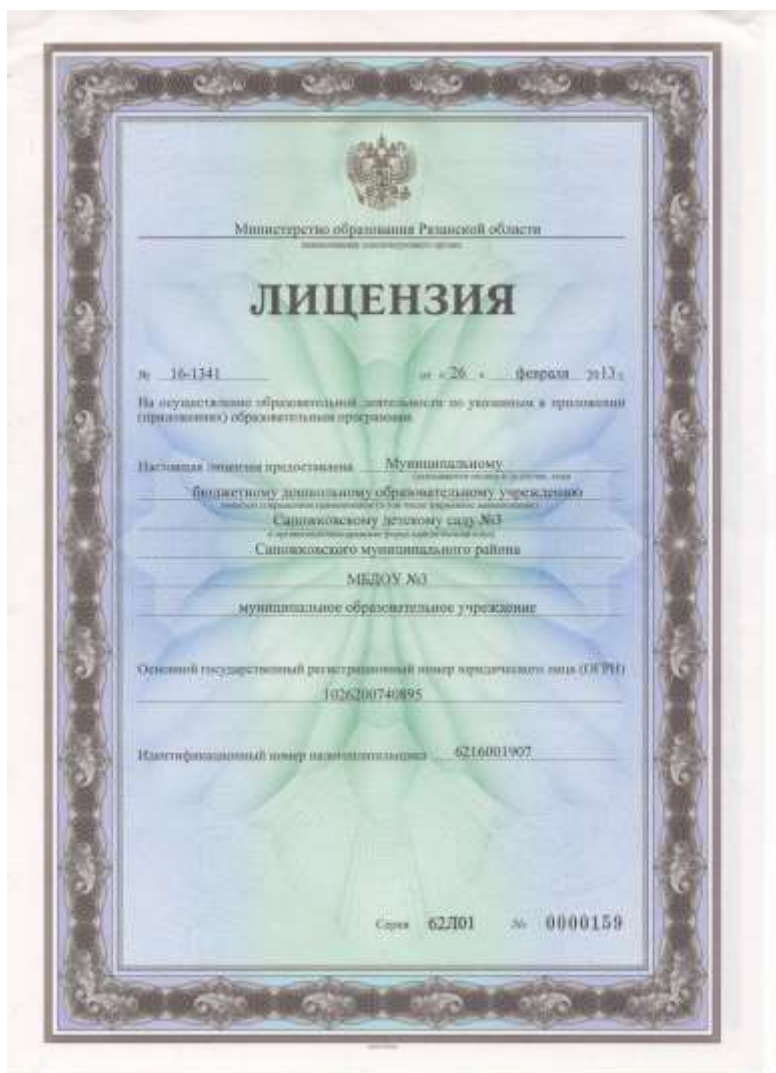 Министерство образования Рязанской области
наименование лицензирующего органа
ЛИЦЕНЗИЯ
№ 16-1341 от « 26 » февраля 2013 г.
На осуществление образовательной деятельности по указанным в приложении
(приложениях) образовательным программам.
Настоящая лицензия предоставлена Муниципальному
бюджетному дошкольному образовательному учреждению
Сапожковскому детскому саду №3
Сапожковского муниципального района
МБДОУ №3
муниципальное образовательное учреждение
Основной государственный регистрационный номер юридического лица (ОГРН)
1026200740895
Идентификационный номер налогоплательщика 6216001907
Серия 62Л01 № 0000159